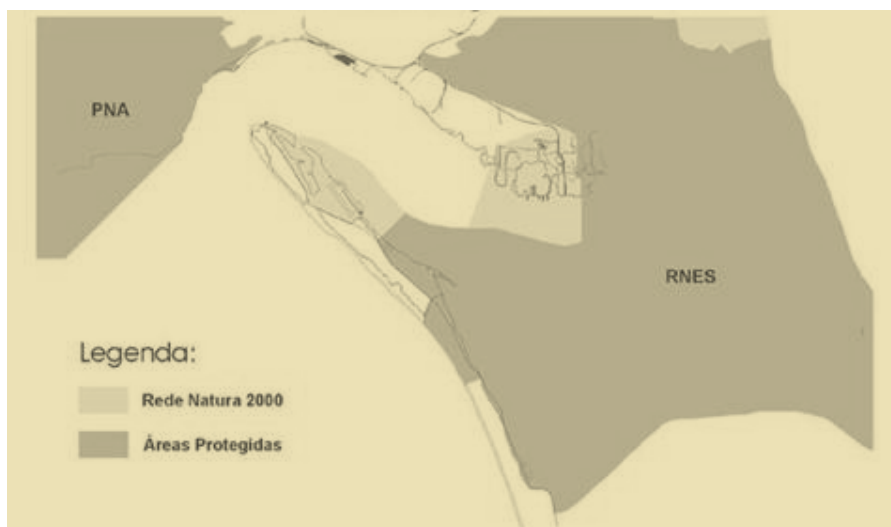 PNA
RNES
Legenda:
Rede Natura 2000
Áreas Protegidas